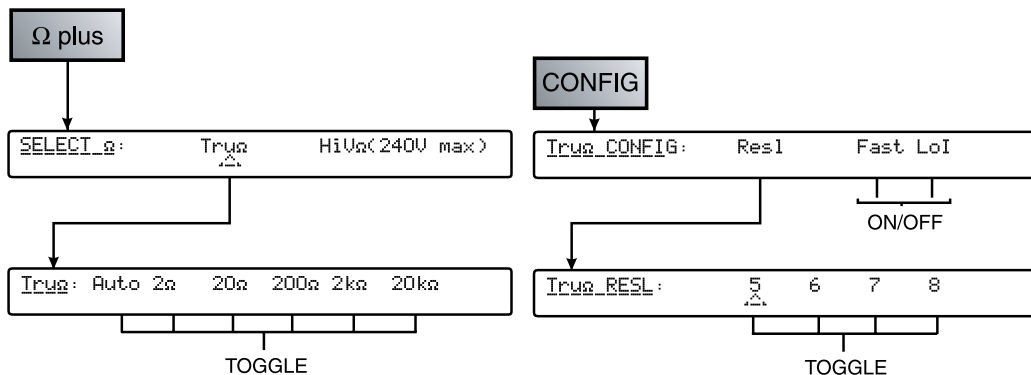 Ω plus
SELECT Ω: TruΩ HiVΩ(240V max)
TruΩ: Auto 2Ω 20Ω 200Ω 2kΩ 20kΩ
TOGGLE
CONFIG
TruΩ CONFIG: Resl Fast LoI
ON/OFF
TruΩ RESL: 5 6 7 8
TOGGLE